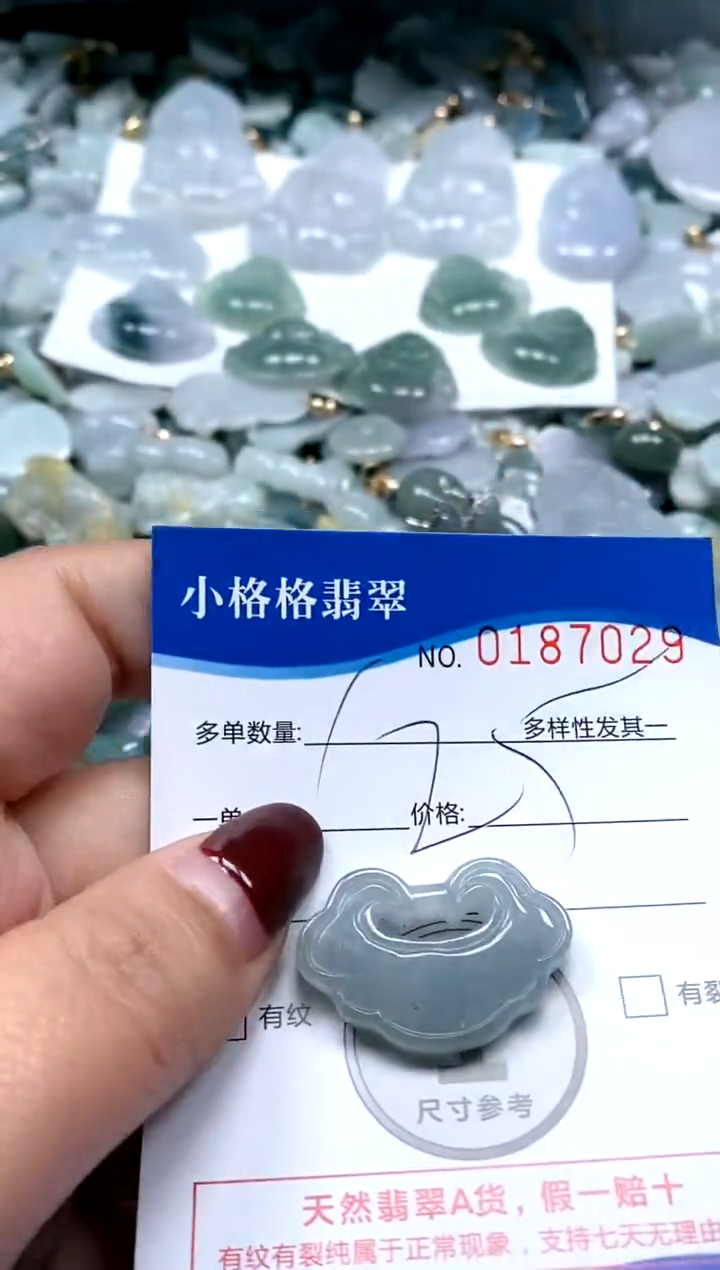 小格格翡翠
NO. 0187029
多单数量:
多样性发其一
一单
价格:
25
有纹
有裂
尺寸参考
天然翡翠A货，假一赔十
有纹有裂纯属于正常现象，支持七天无理由